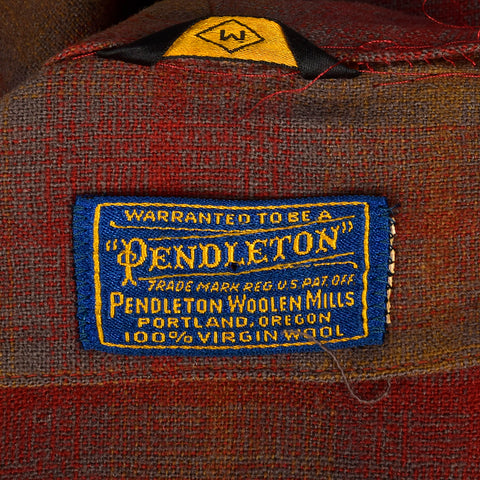 M
WARRANTED TO BE A
"PENDLETON"
TRADE MARK REG U S PAT. OFF.
PENDLETON WOOLEN MILLS
PORTLAND, OREGON
100% VIRGIN WOOL